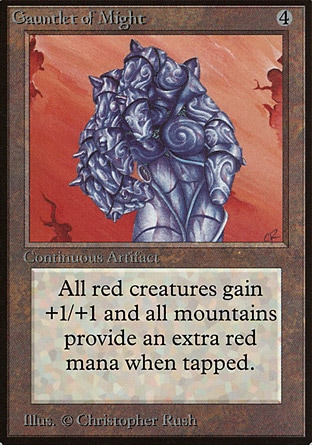 Gauntlet of Might 4
Continuous Artifact
All red creatures gain
+1/+1 and all mountains
provide an extra red
mana when tapped.
Illus. © Christopher Rush